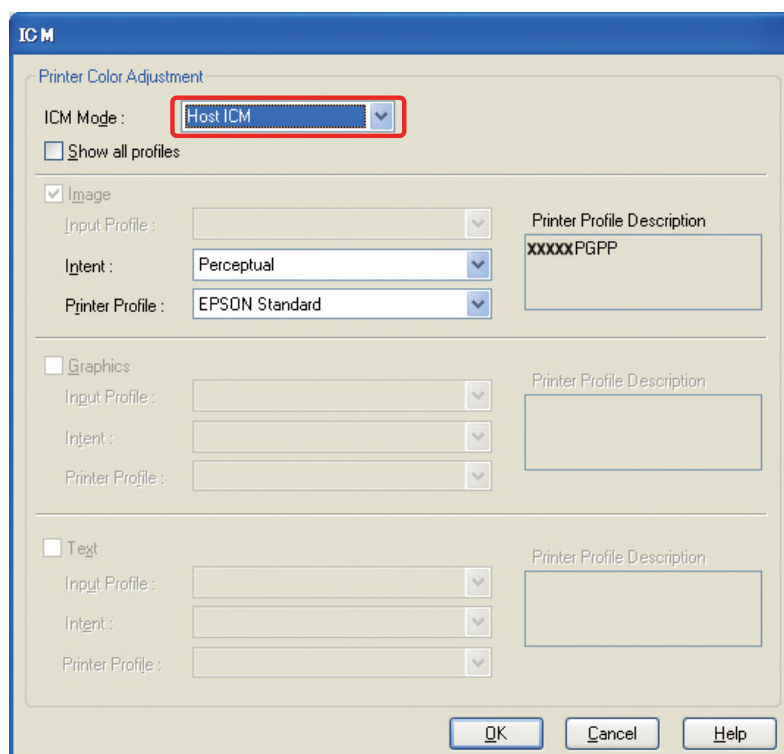 ICM
Printer Color Adjustment
ICM Mode : Host ICM
Show all profiles
Image
Input Profile :
Intent : Perceptual
Printer Profile : EPSON Standard
Printer Profile Description
XXXXXPGPP
Graphics
Input Profile :
Intent :
Printer Profile :
Printer Profile Description
Text
Input Profile :
Intent :
Printer Profile :
Printer Profile Description
OK Cancel Help